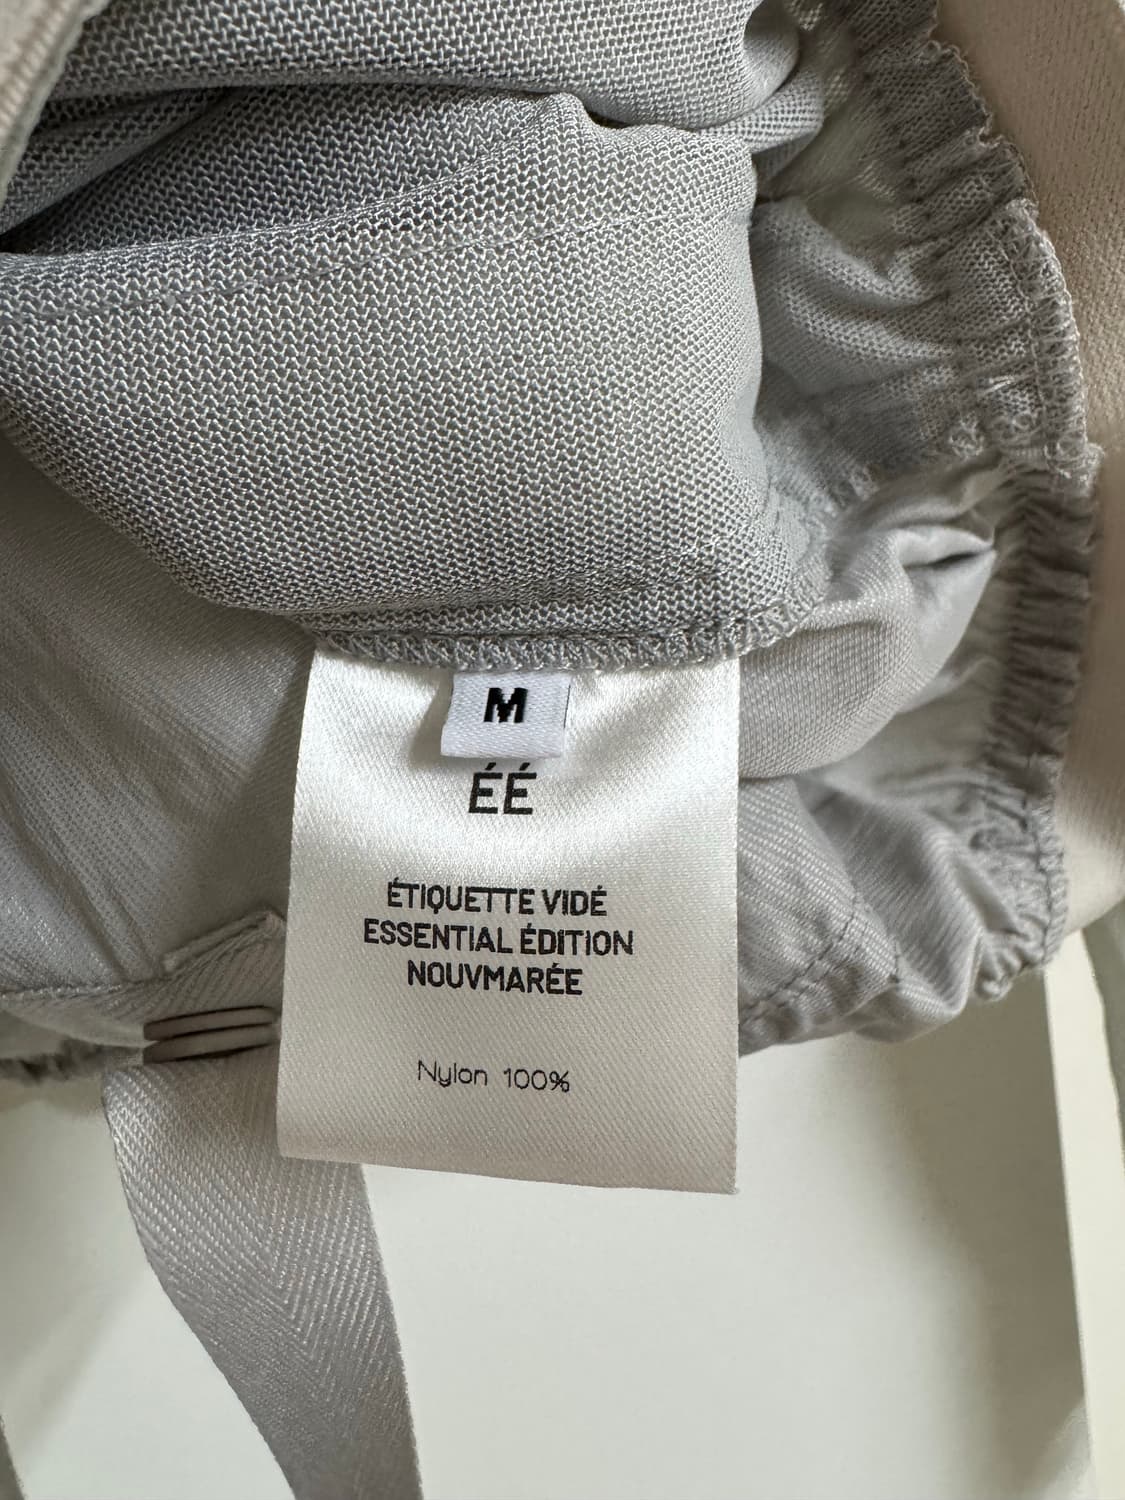 M
ÉÉ
ÉTIQUETTE VIDÉ
ESSENTIAL ÉDITION
NOUVMARÉE
Nylon 100%